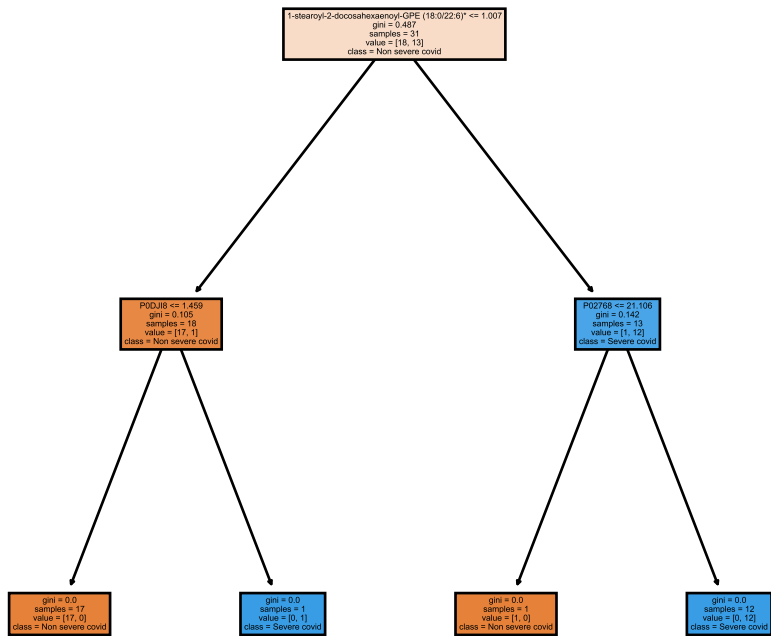 1-stearoyl-2-docosahexaenoyl-GPE (18:0/22:6)* <= 1.007
gini = 0.487
samples = 31
value = [18, 13]
class = Non severe covid
P0DJI8 <= 1.459
gini = 0.105
samples = 18
value = [17, 1]
class = Non severe covid
P02768 <= 21.106
gini = 0.142
samples = 13
value = [1, 12]
class = Severe covid
gini = 0.0
samples = 17
value = [17, 0]
class = Non severe covid
gini = 0.0
samples = 1
value = [0, 1]
class = Severe covid
gini = 0.0
samples = 1
value = [1, 0]
class = Non severe covid
gini = 0.0
samples = 12
value = [0, 12]
class = Severe covid